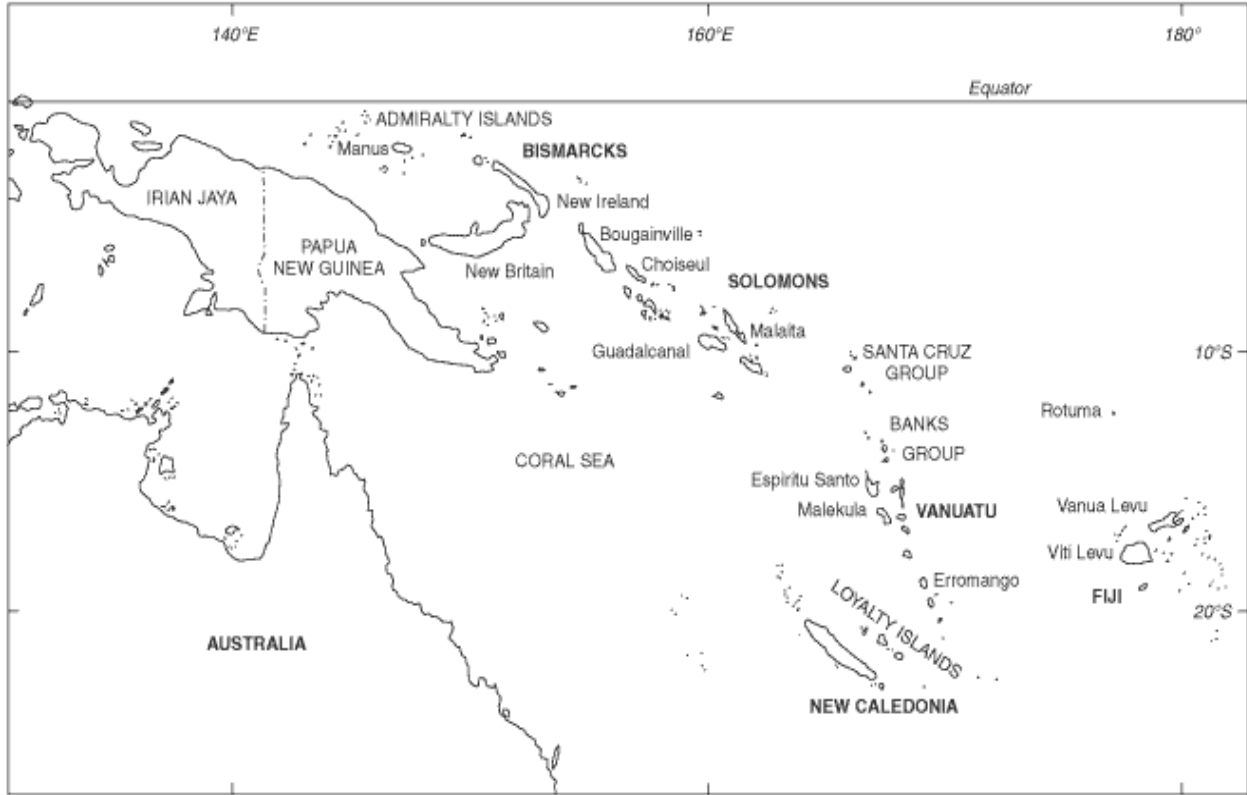 140°E
160°E
180°
Equator
ADMIRALTY ISLANDS
Manus
BISMARCKS
IRIAN JAYA
New Ireland
PAPUA
NEW GUINEA
Bougainville
New Britain
Choiseul
SOLOMONS
Malaita
Guadalcanal
10°S
SANTA CRUZ
GROUP
Rotuma
BANKS
GROUP
CORAL SEA
Espiritu Santo
Malekula
VANUATU
Vanua Levu
Viti Levu
Erromango
FIJI
LOYALTY ISLANDS
20°S
AUSTRALIA
NEW CALEDONIA